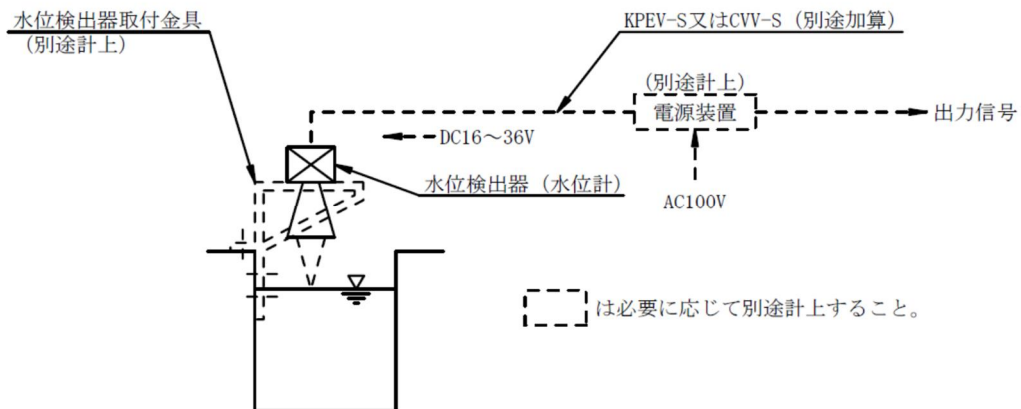 水位検出器取付金具
(別途計上)
KPEV-S又はCVV-S (別途加算)
(別途計上)
電源装置
出力信号
DC16～36V
水位検出器 (水位計)
AC100V
は必要に応じて別途計上すること。